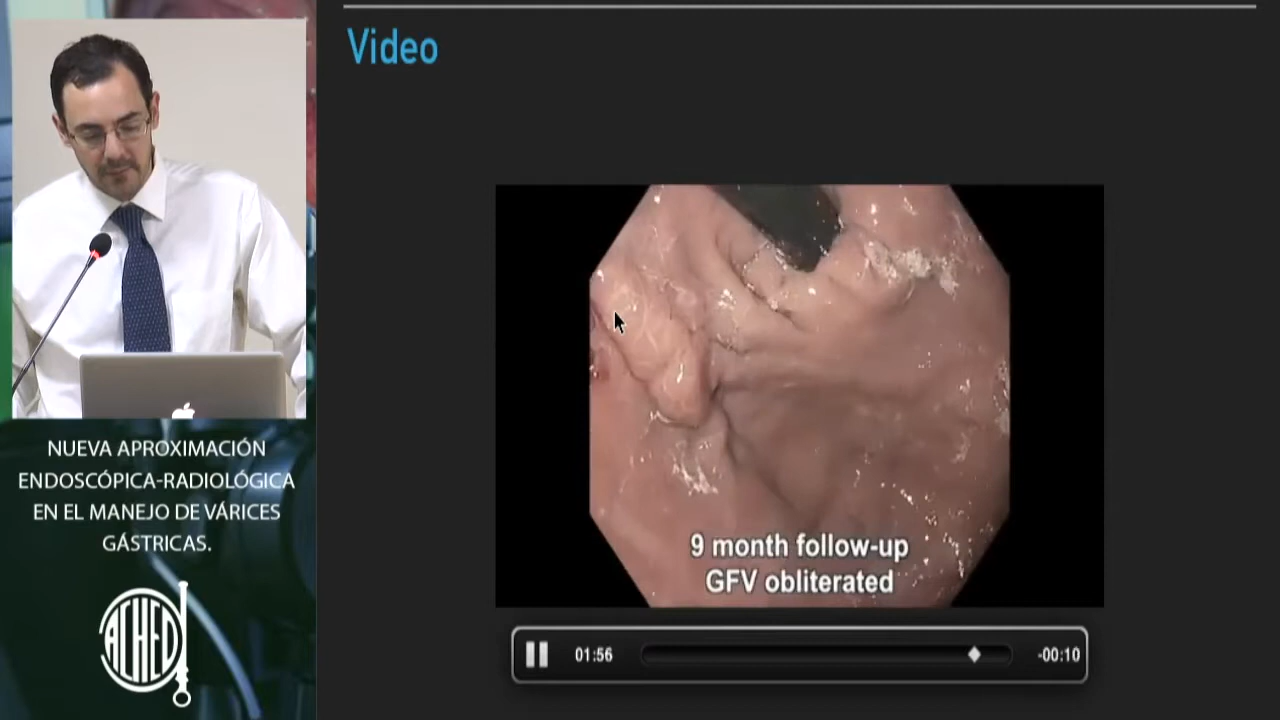 Video
9 month follow-up
GFV obliterated
01:56
-00:10
NUEVA APROXIMACIÓN
ENDOSCÓPICA-RADIOLÓGICA
EN EL MANEJO DE VÁRICES
GÁSTRICAS.
ACHED